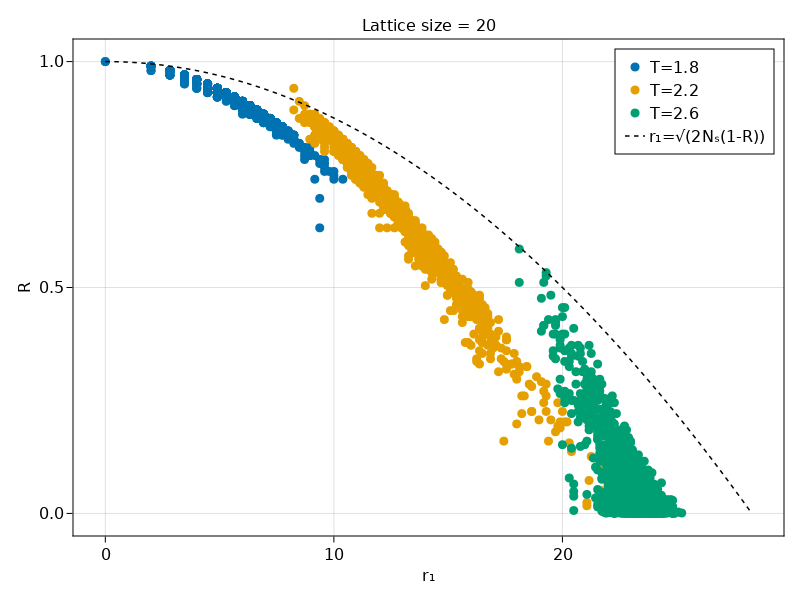 Lattice size = 20
T=1.8
T=2.2
T=2.6
r₁=√(2Nₛ(1-R))
1.0
0.5
0.0
R
0 10 20
r₁